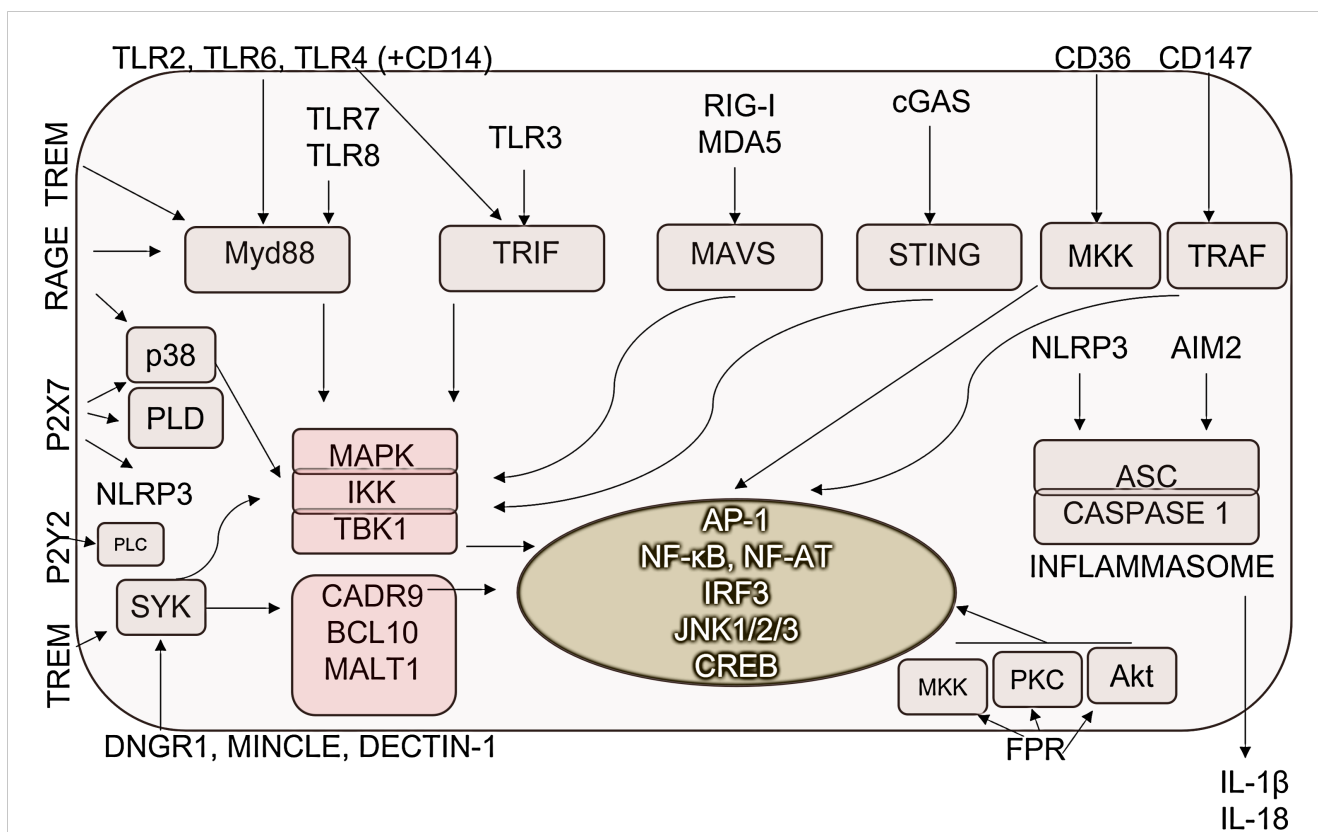 TLR2, TLR6, TLR4 (+CD14)
CD36
CD147
TREM
RAGE
P2X7
P2Y2
TREM
TLR7
TLR8
TLR3
RIG-I
MDA5
cGAS
Myd88
TRIF
MAVS
STING
MKK
TRAF
p38
PLD
NLRP3
PLC
SYK
MAPK
IKK
TBK1
CADR9
BCL10
MALT1
AP-1
NF-κB, NF-AT
IRF3
JNK1/2/3
CREB
NLRP3
AIM2
ASC
CASPASE 1
INFLAMMASOME
MKK
PKC
Akt
FPR
DNGR1, MINCLE, DECTIN-1
IL-1β
IL-18